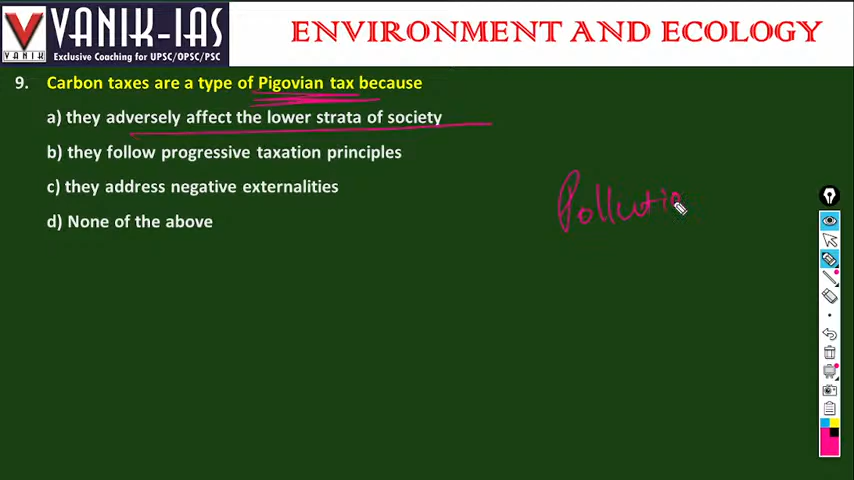 VANIK-IAS
VANIK
Exclusive Coaching for UPSC/OPSC/PSC
ENVIRONMENT AND ECOLOGY
9. Carbon taxes are a type of Pigovian tax because
a) they adversely affect the lower strata of society
b) they follow progressive taxation principles
c) they address negative externalities
d) None of the above
Pollutio